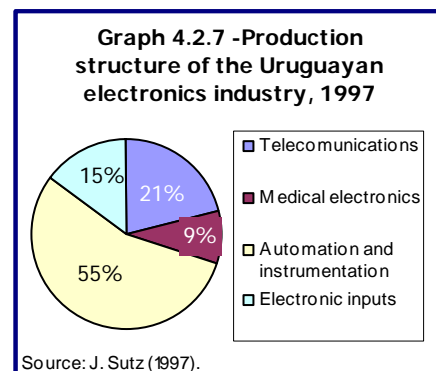 Graph 4.2.7 -Production
structure of the Uruguayan
electronics industry, 1997
15%
21%
9%
55%
Telecomunications
Medical electronics
Automation and
instrumentation
Electronic inputs
Source: J. Sutz (1997).